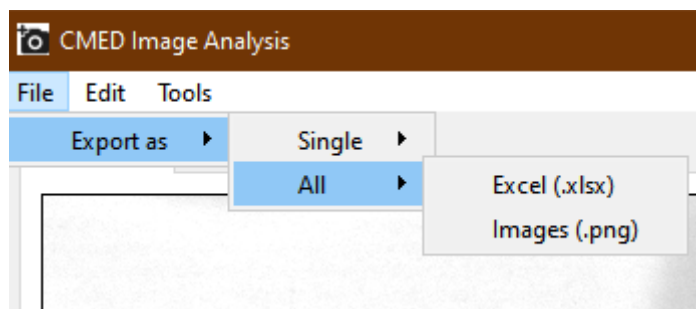 CMED Image Analysis
File Edit Tools
Export as Single
All Excel (.xlsx)
Images (.png)